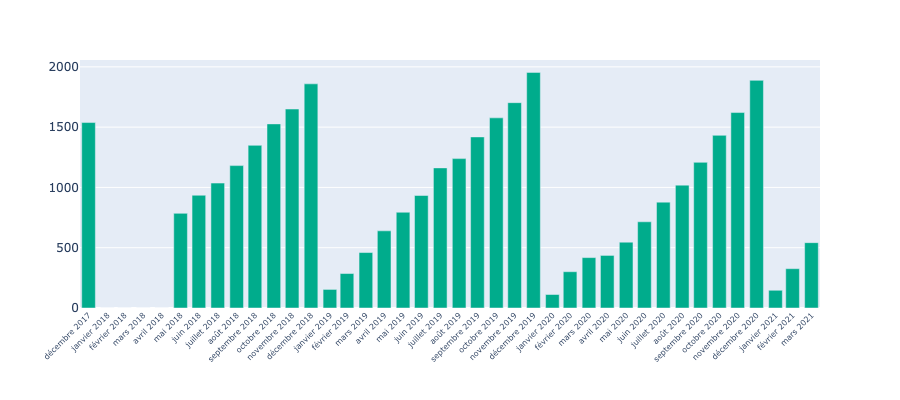 2000
1500
1000
500
0
décembre 2017
janvier 2018
février 2018
mars 2018
avril 2018
mai 2018
juin 2018
juillet 2018
août 2018
septembre 2018
octobre 2018
novembre 2018
décembre 2018
janvier 2019
février 2019
mars 2019
avril 2019
mai 2019
juin 2019
juillet 2019
août 2019
septembre 2019
octobre 2019
novembre 2019
décembre 2019
janvier 2020
février 2020
mars 2020
avril 2020
mai 2020
juin 2020
juillet 2020
août 2020
septembre 2020
octobre 2020
novembre 2020
décembre 2020
janvier 2021
février 2021
mars 2021